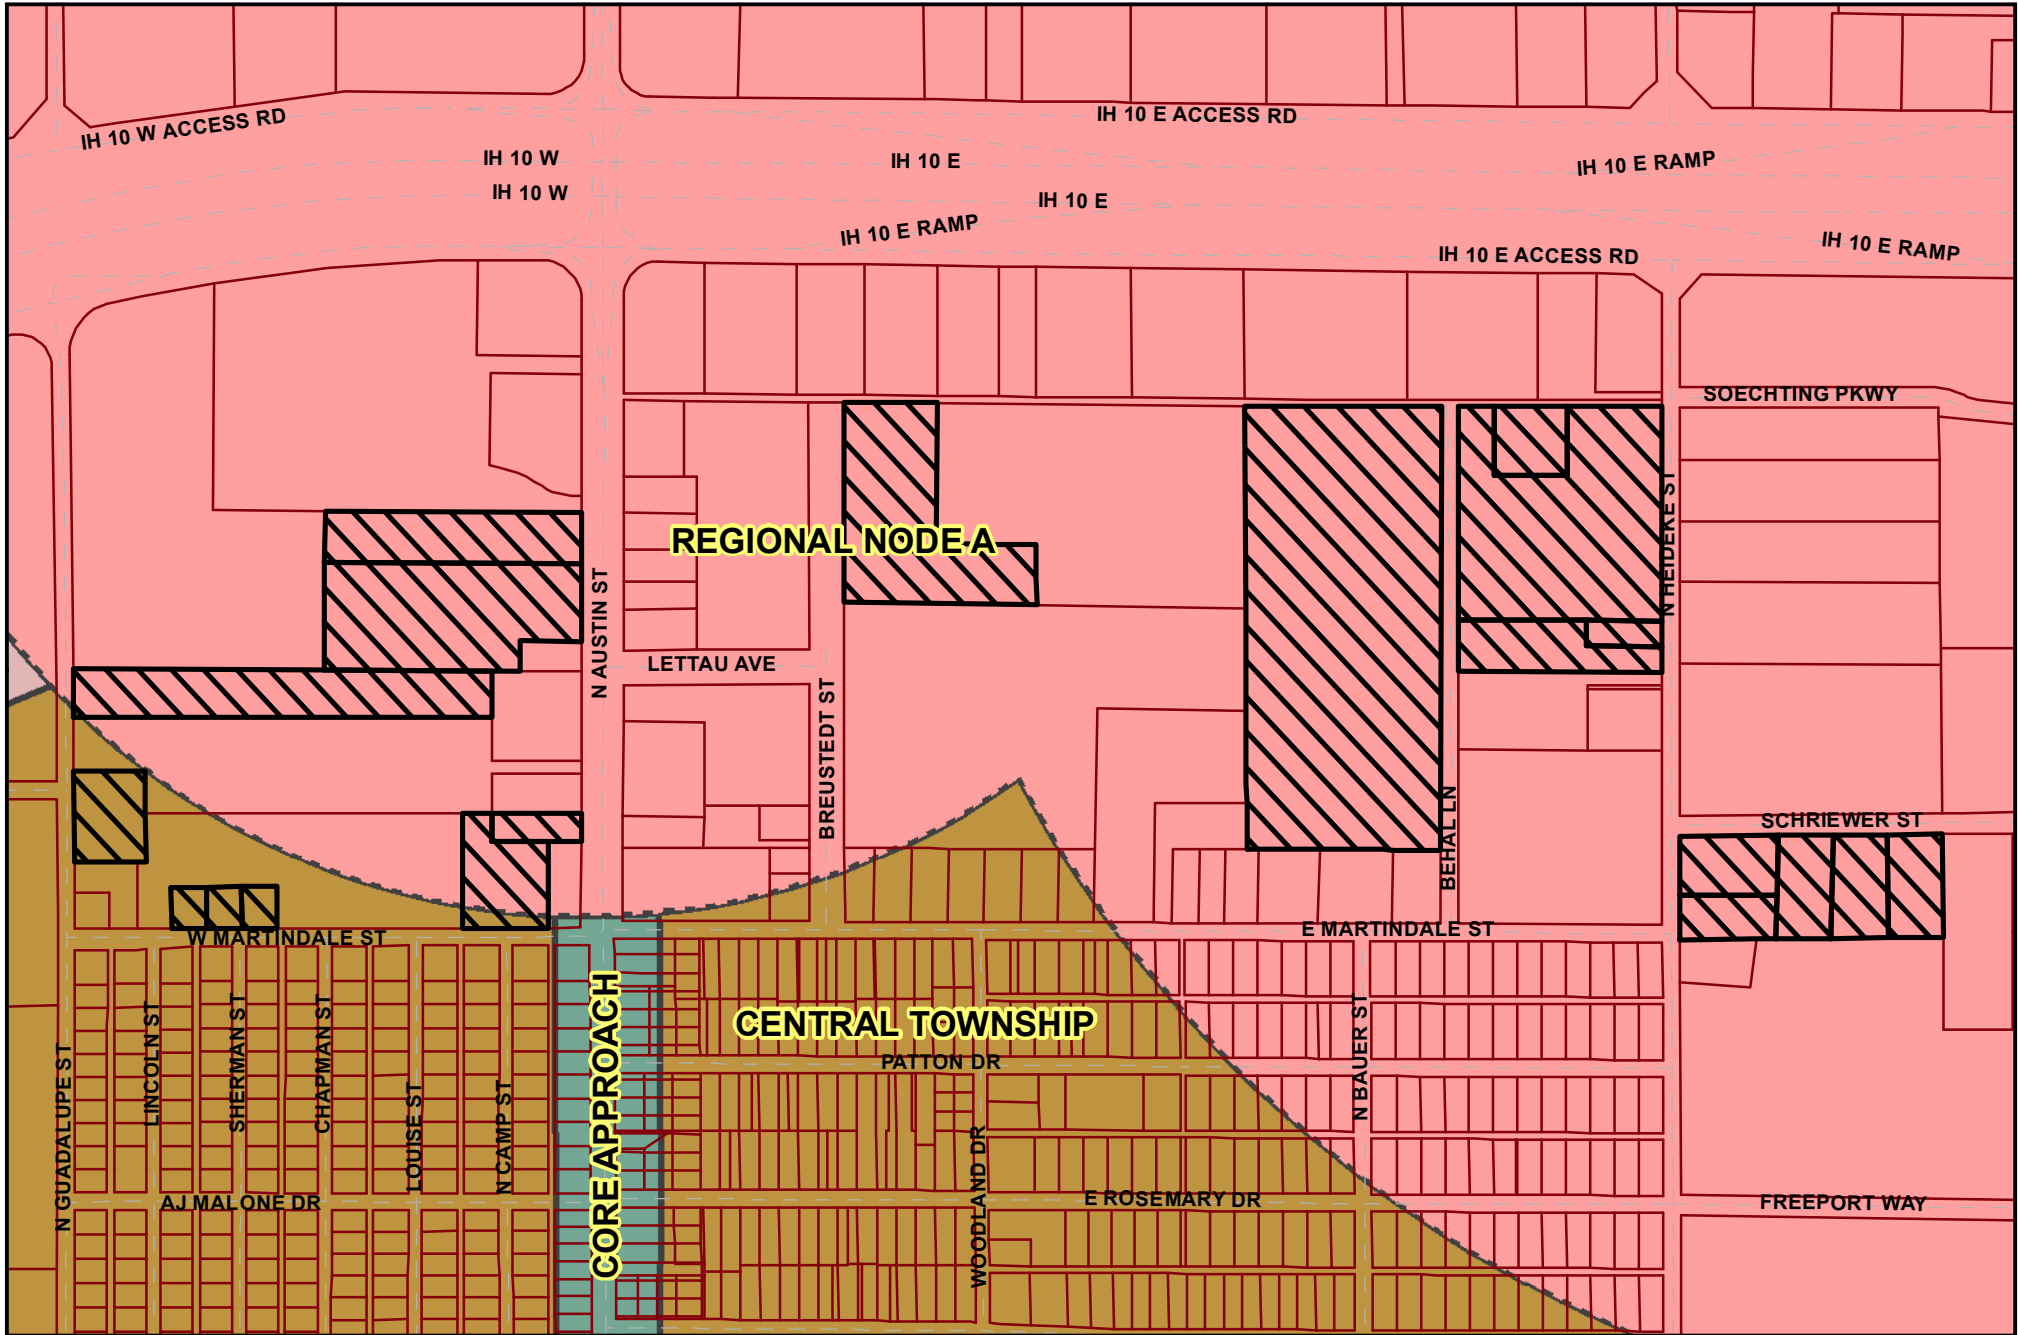 IH 10 W ACCESS RD
IH 10 E ACCESS RD
IH 10 W
IH 10 E
IH 10 E RAMP
IH 10 W
IH 10 E
IH 10 E RAMP
IH 10 E ACCESS RD
IH 10 E RAMP
SOECHTING PKWY
N HEIDEKE ST
REGIONAL NODE A
N AUSTIN ST
LETTAU AVE
BREUSTEDT ST
BEHAL LN
SCHRIEWER ST
W MARTINDALE ST
E MARTINDALE ST
CORE APPROACH
CENTRAL TOWNSHIP
PATTON DR
N GUADALUPE ST
LINCOLN ST
SHERMAN ST
CHAPMAN ST
LOUISE ST
N CAMP ST
WOODLAND DR
N BAUER ST
AJ MALONE DR
E ROSEMARY DR
FREEPORT WAY